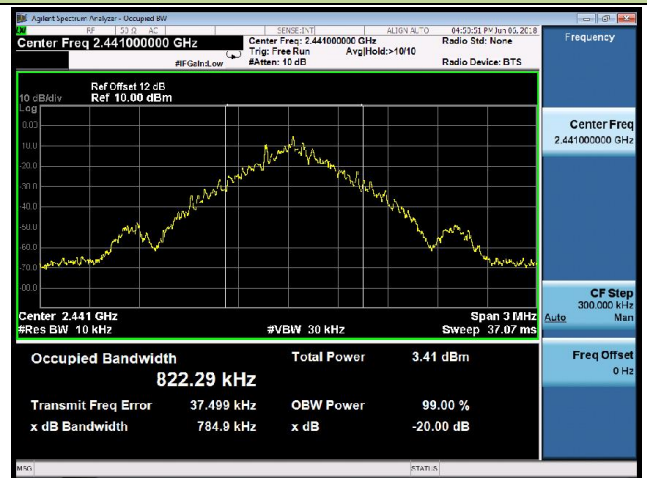 Agilent Spectrum Analyzer - Occupied BW
RF 50 Ω AC SENSE:INT ALIGN AUTO 04:50:51 PM Jun 05, 2018
Center Freq 2.441000000 GHz Center Freq: 2.441000000 GHz Radio Std: None Frequency
Trig: Free Run Avg|Hold:>10/10
#IFGain:Low #Atten: 10 dB Radio Device: BTS
Ref Offset 12 dB
10 dB/div Ref 10.00 dBm
Log
0.00
-10.0
-20.0
-30.0
-40.0
-50.0
-60.0
-70.0
Center Freq
2.441000000 GHz
Center 2.441 GHz Span 3 MHz
#Res BW 10 kHz #VBW 30 kHz Sweep 37.07 ms
CF Step
300.000 kHz
Auto Man
Occupied Bandwidth Total Power 3.41 dBm
822.29 kHz
Transmit Freq Error 37.499 kHz OBW Power 99.00 %
x dB Bandwidth 784.9 kHz x dB -20.00 dB
Freq Offset
0 Hz
MSG STATUS